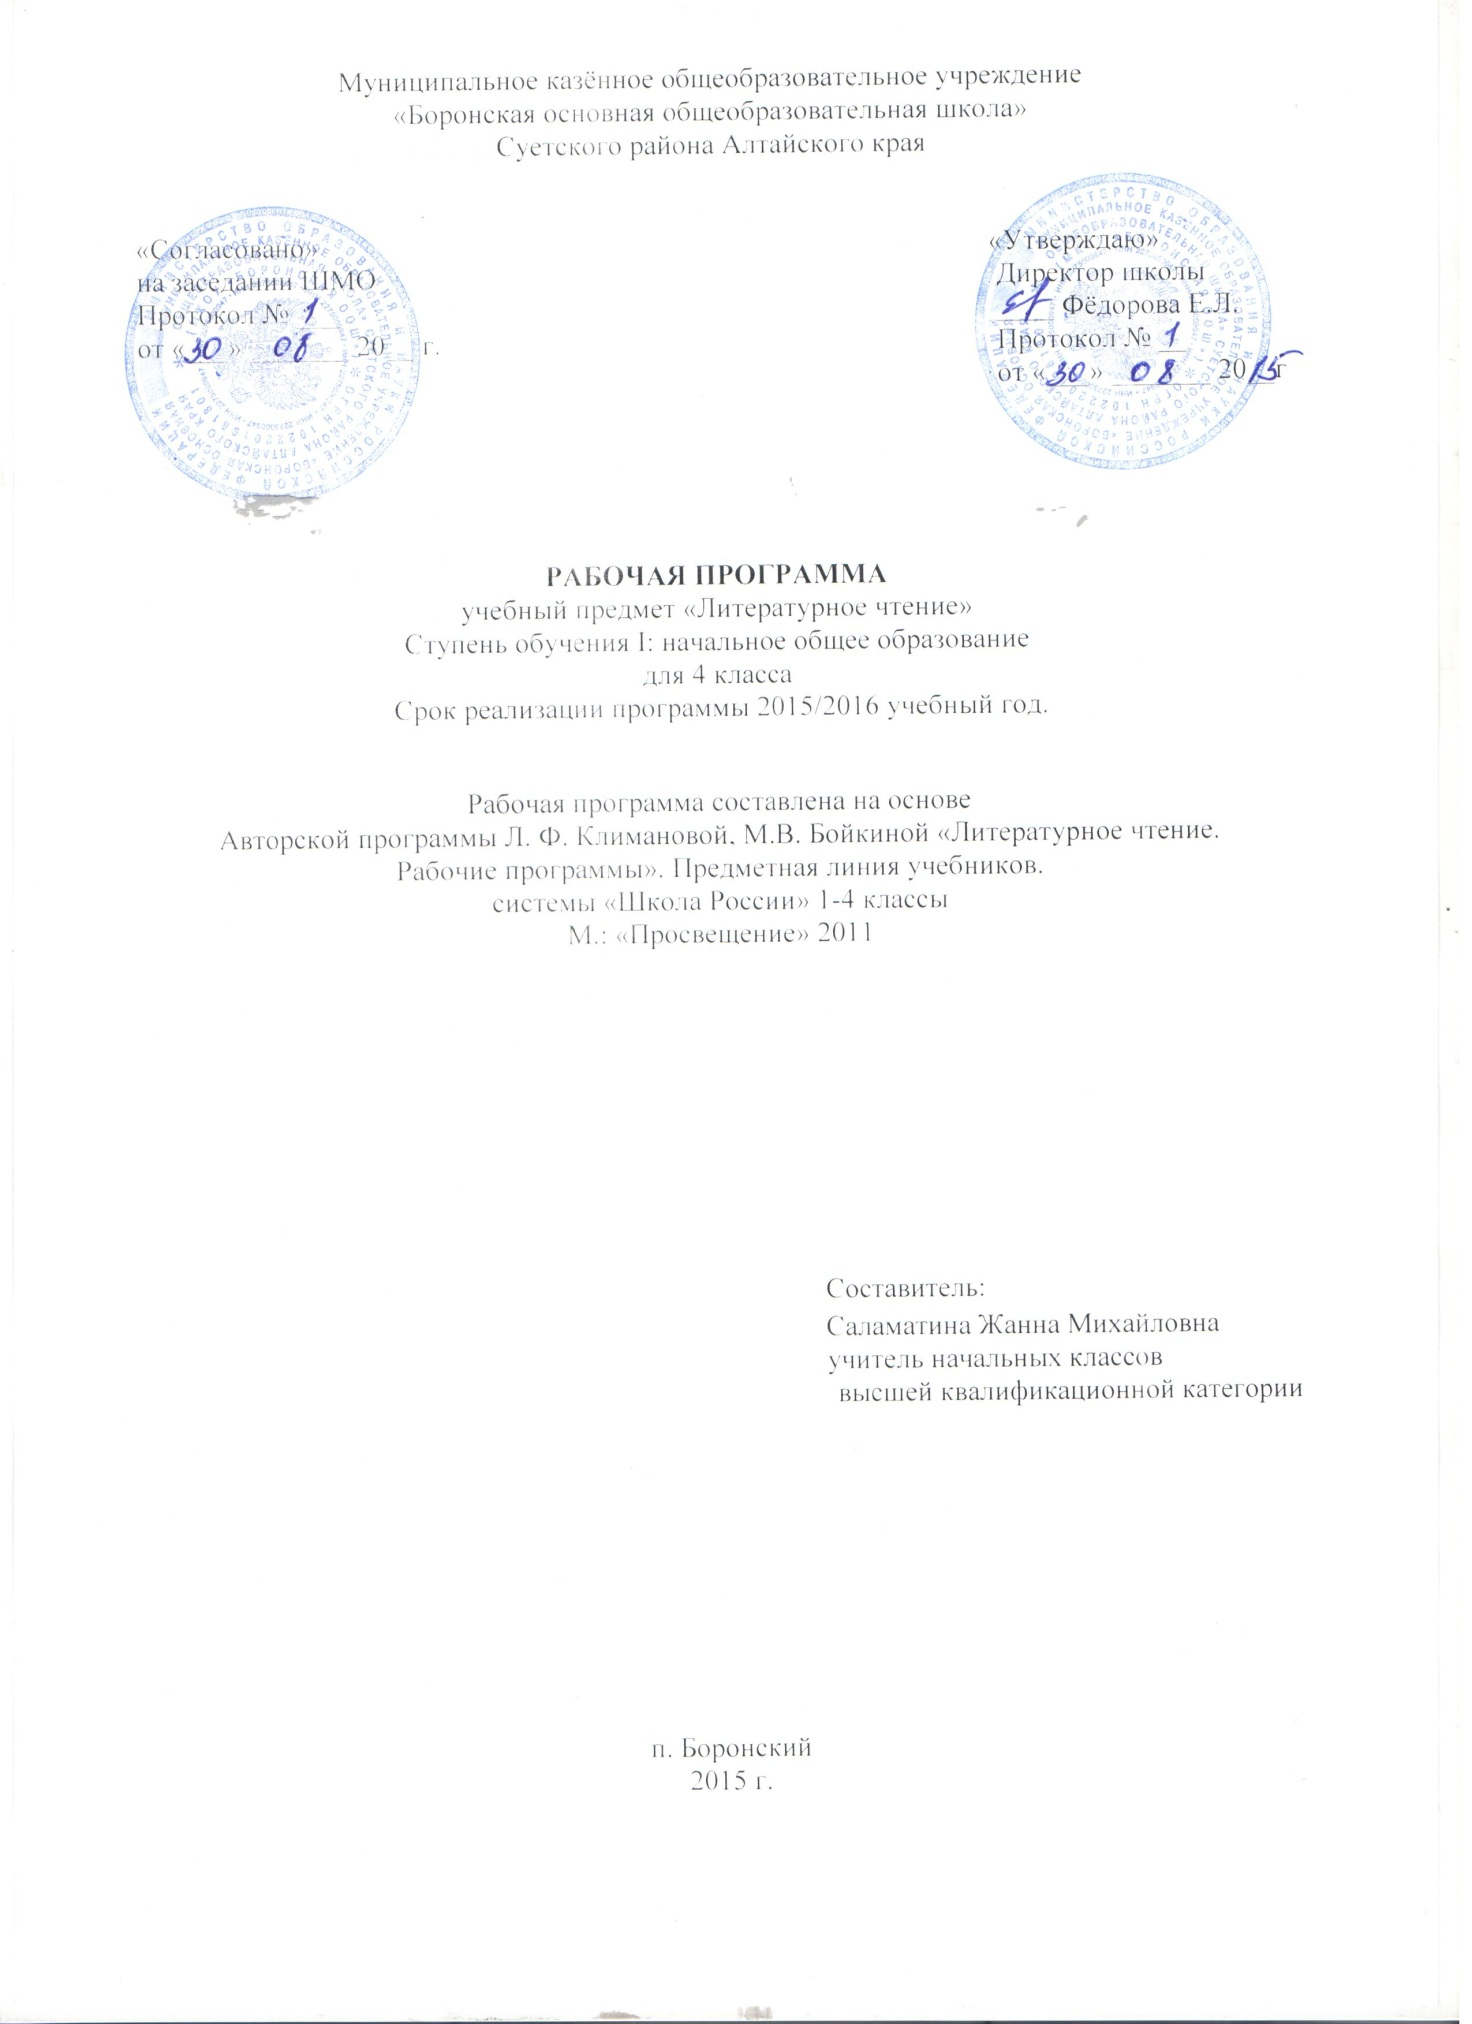 Муниципальное казённое общеобразовательное учреждение
«Боронская основная общеобразовательная школа»
Суетского района Алтайского края
«Согласовано»
на заседании ШМО
Протокол № 1
от «30» 08 20 г.
«Утверждаю»
Директор школы
Фёдорова Е.Л.
Протокол № 1
от «30» 08 2015г
РАБОЧАЯ ПРОГРАММА
учебный предмет «Литературное чтение»
Ступень обучения I: начальное общее образование
для 4 класса
Срок реализации программы 2015/2016 учебный год.
Рабочая программа составлена на основе
Авторской программы Л. Ф. Климановой, М.В. Бойкиной «Литературное чтение.
Рабочие программы». Предметная линия учебников.
системы «Школа России» 1-4 классы
М.: «Просвещение» 2011
Составитель:
Саламатина Жанна Михайловна
учитель начальных классов
высшей квалификационной категории
п. Боронский
2015 г.